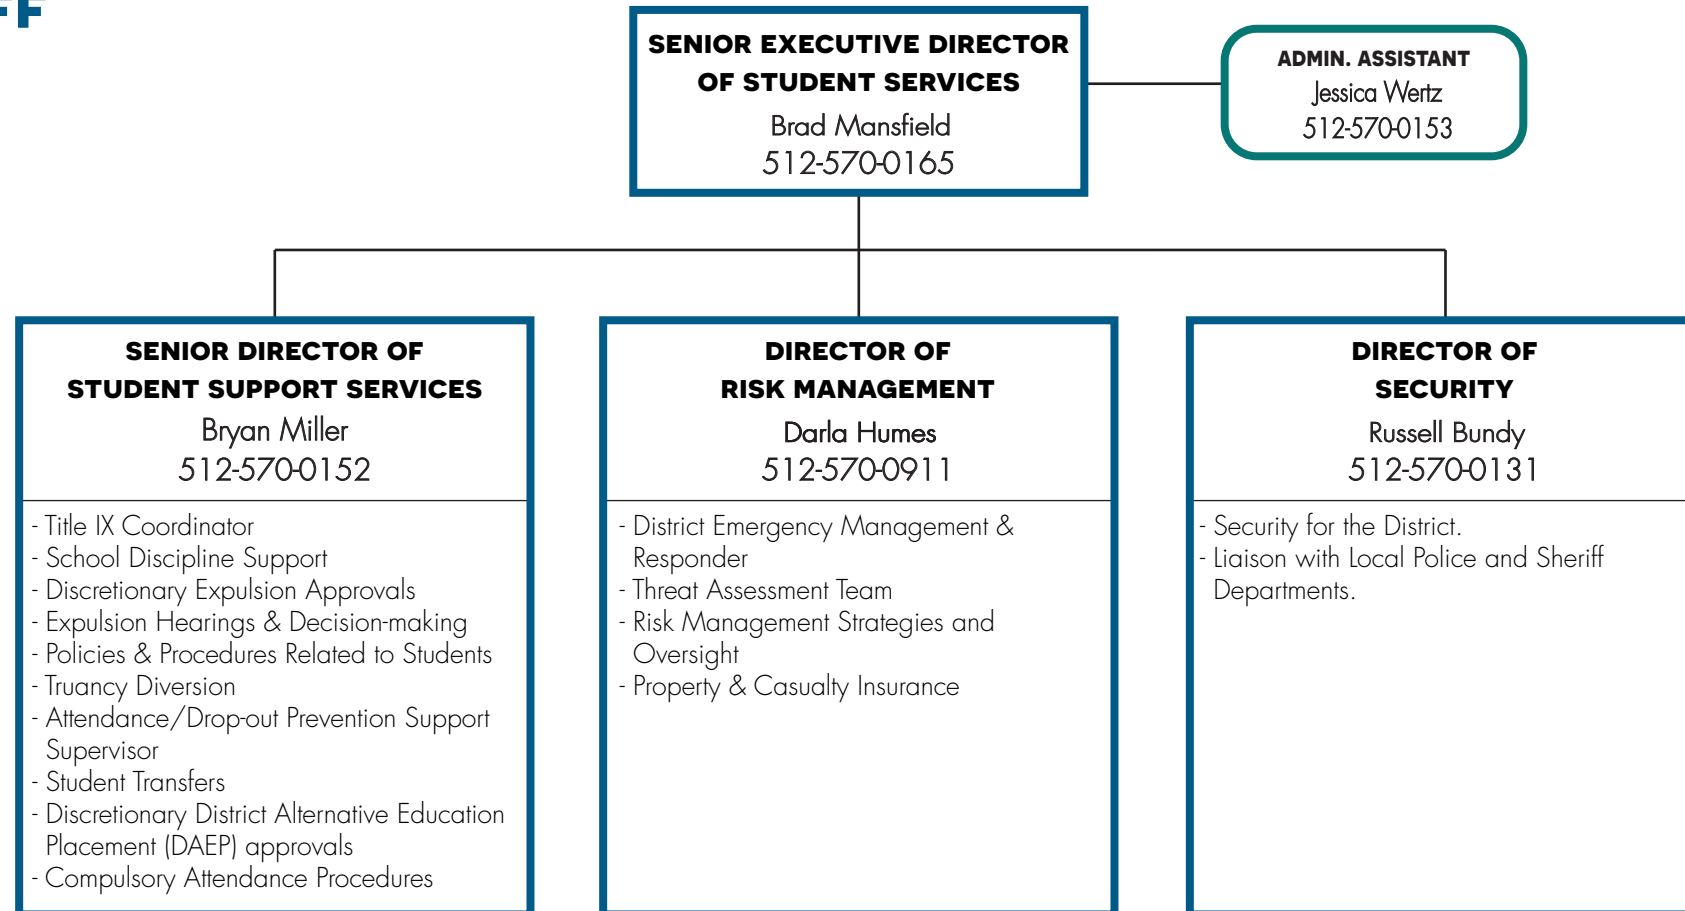 SENIOR EXECUTIVE DIRECTOR
OF STUDENT SERVICES
Brad Mansfield
512-570-0165
ADMIN. ASSISTANT
Jessica Wertz
512-570-0153
SENIOR DIRECTOR OF
STUDENT SUPPORT SERVICES
Bryan Miller
512-570-0152
- Title IX Coordinator
- School Discipline Support
- Discretionary Expulsion Approvals
- Expulsion Hearings & Decision-making
- Policies & Procedures Related to Students
- Truancy Diversion
- Attendance/Drop-out Prevention Support
Supervisor
- Student Transfers
- Discretionary District Alternative Education
Placement (DAEP) approvals
- Compulsory Attendance Procedures
DIRECTOR OF
RISK MANAGEMENT
Darla Humes
512-570-0911
- District Emergency Management &
Responder
- Threat Assessment Team
- Risk Management Strategies and
Oversight
- Property & Casualty Insurance
DIRECTOR OF
SECURITY
Russell Bundy
512-570-0131
- Security for the District.
- Liaison with Local Police and Sheriff
Departments.